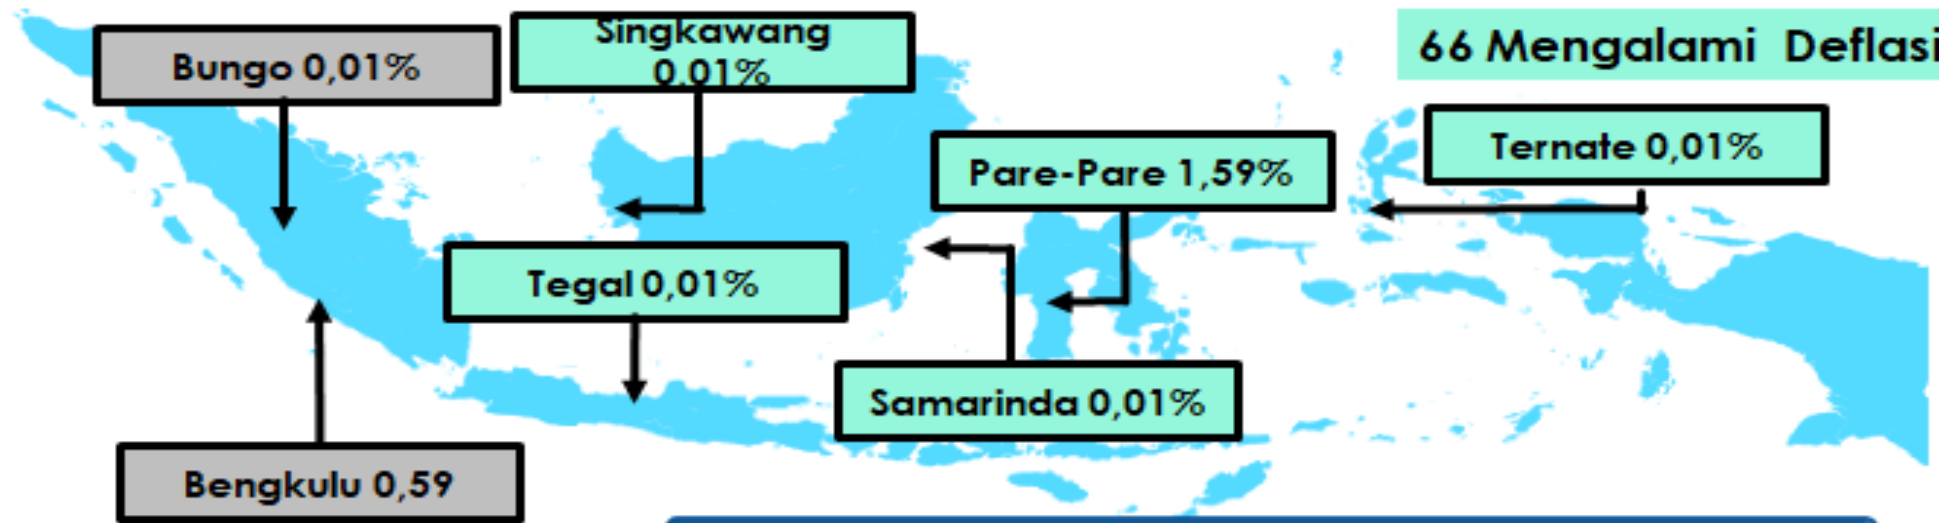 Bungo 0,01%
Singkawang
0,01%
66 Mengalami Deflasi
Pare-Pare 1,59%
Ternate 0,01%
Tegal 0,01%
Samarinda 0,01%
Bengkulu 0,59